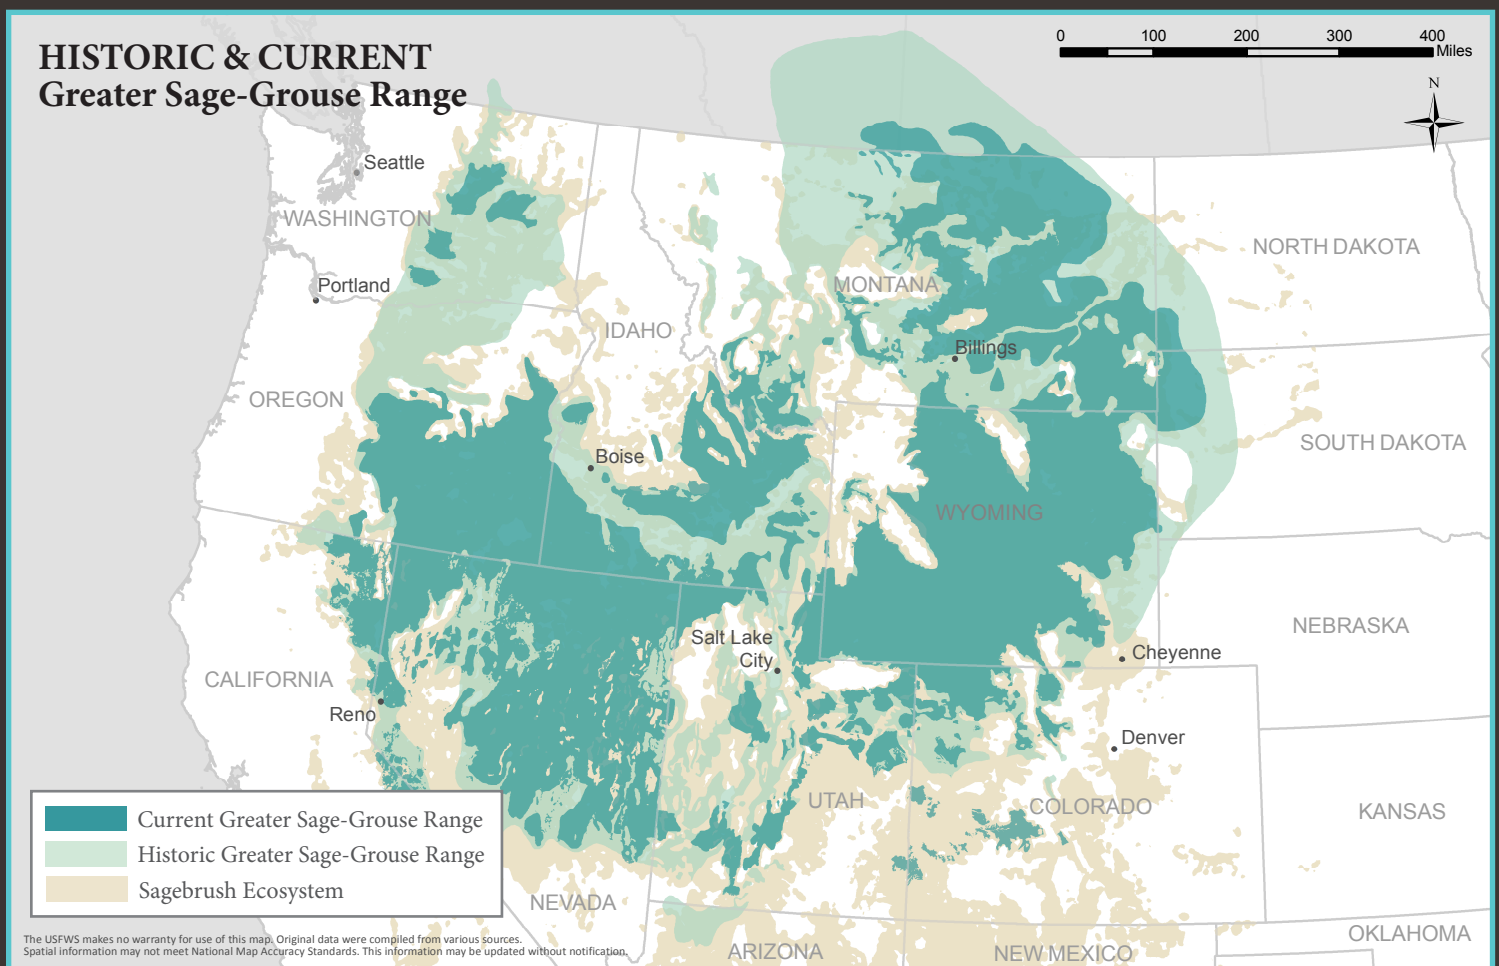 HISTORIC & CURRENT
Greater Sage-Grouse Range
0 100 200 300 400
Miles
N
Seattle
WASHINGTON
Portland
NORTH DAKOTA
MONTANA
IDAHO
Billings
OREGON
SOUTH DAKOTA
Boise
WYOMING
NEBRASKA
Salt Lake
City
Cheyenne
CALIFORNIA
Reno
Denver
UTAH
COLORADO
KANSAS
Current Greater Sage-Grouse Range
Historic Greater Sage-Grouse Range
Sagebrush Ecosystem
NEVADA
OKLAHOMA
ARIZONA
NEW MEXICO
The USFWS makes no warranty for use of this map. Original data were compiled from various sources.
Spatial information may not meet National Map Accuracy Standards. This information may be updated without notification.